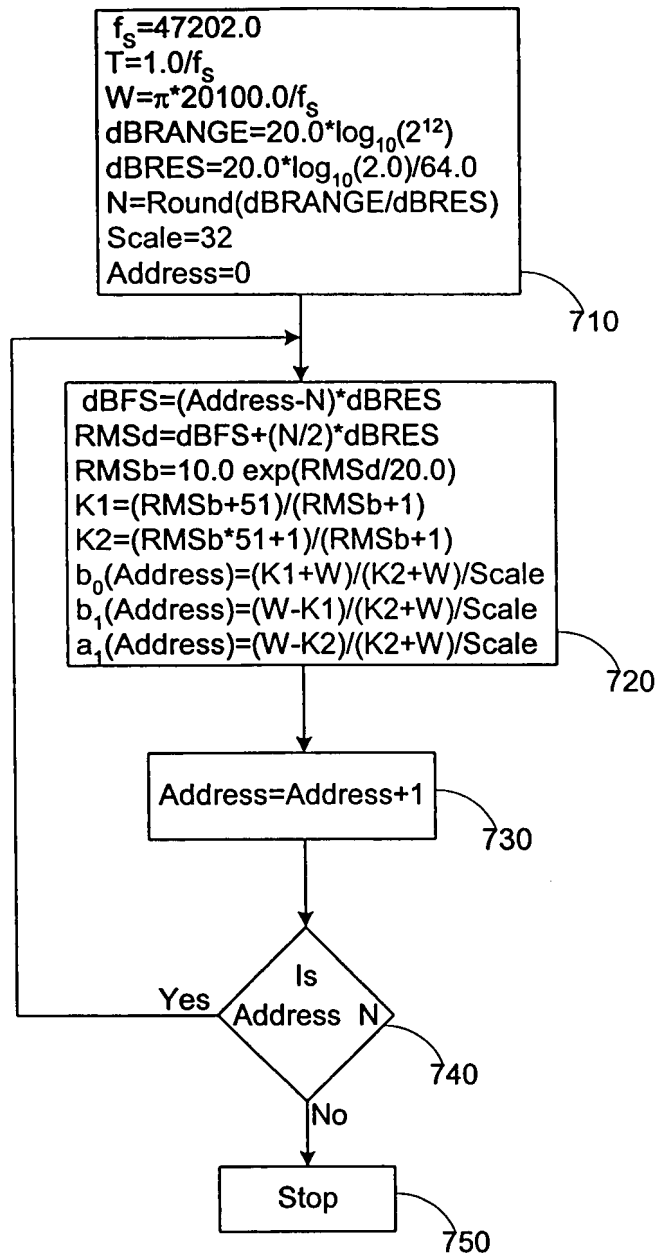 fₛ=47202.0
T=1.0/fₛ
W=π*20100.0/fₛ
dBRANGE=20.0*log₁₀(2¹²)
dBRES=20.0*log₁₀(2.0)/64.0
N=Round(dBRANGE/dBRES)
Scale=32
Address=0
710
dBFS=(Address-N)*dBRES
RMSd=dBFS+(N/2)*dBRES
RMSb=10.0 exp(RMSd/20.0)
K1=(RMSb+51)/(RMSb+1)
K2=(RMSb*51+1)/(RMSb+1)
b₀(Address)=(K1+W)/(K2+W)/Scale
b₁(Address)=(W-K1)/(K2+W)/Scale
a₁(Address)=(W-K2)/(K2+W)/Scale
720
Address=Address+1
730
Is
Yes
Address N
740
No
Stop
750